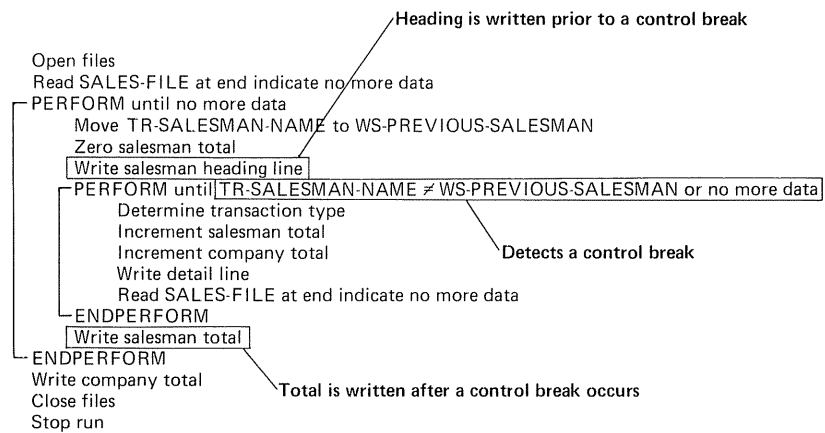 Heading is written prior to a control break
Open files
Read SALES-FILE at end indicate no more data
PERFORM until no more data
Move TR-SALESMAN-NAME to WS-PREVIOUS-SALESMAN
Zero salesman total
Write salesman heading line
PERFORM until TR-SALESMAN-NAME ≠ WS-PREVIOUS-SALESMAN or no more data
Determine transaction type
Increment salesman total
Increment company total
Detects a control break
Write detail line
Read SALES-FILE at end indicate no more data
ENDPERFORM
Write salesman total
ENDPERFORM
Write company total
Total is written after a control break occurs
Close files
Stop run